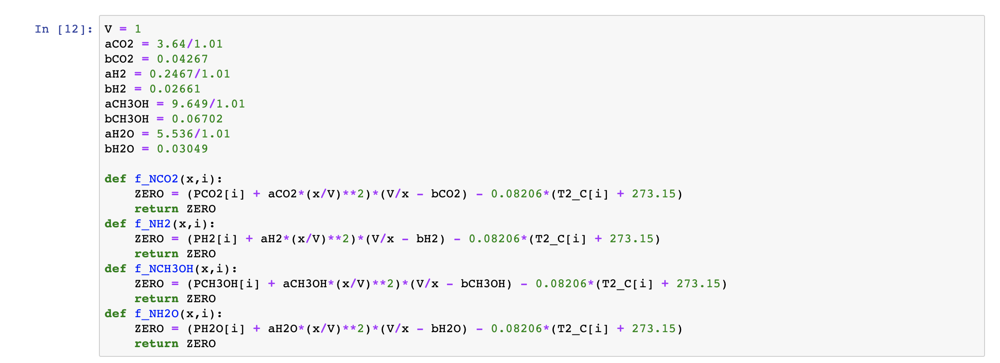 In [12]: V = 1
aCO2 = 3.64/1.01
bCO2 = 0.04267
aH2 = 0.2467/1.01
bH2 = 0.02661
aCH3OH = 9.649/1.01
bCH3OH = 0.06702
aH2O = 5.536/1.01
bH2O = 0.03049

def f_NCO2(x,i):
    ZERO = (PCO2[i] + aCO2*(x/V)**2)*(V/x - bCO2) - 0.08206*(T2_C[i] + 273.15)
    return ZERO
def f_NH2(x,i):
    ZERO = (PH2[i] + aH2*(x/V)**2)*(V/x - bH2) - 0.08206*(T2_C[i] + 273.15)
    return ZERO
def f_NCH3OH(x,i):
    ZERO = (PCH3OH[i] + aCH3OH*(x/V)**2)*(V/x - bCH3OH) - 0.08206*(T2_C[i] + 273.15)
    return ZERO
def f_NH2O(x,i):
    ZERO = (PH2O[i] + aH2O*(x/V)**2)*(V/x - bH2O) - 0.08206*(T2_C[i] + 273.15)
    return ZERO